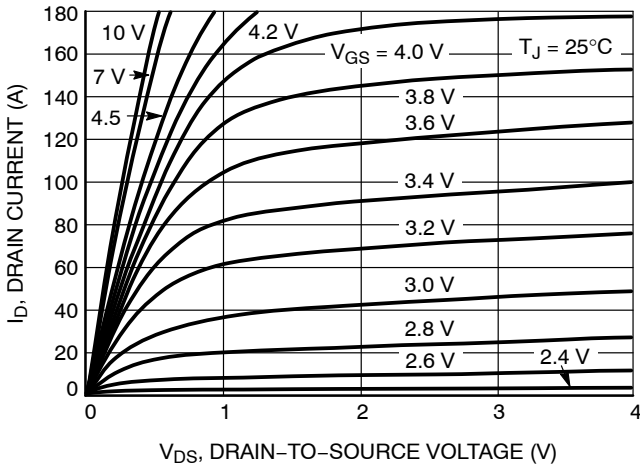 180
160
140
120
100
80
60
40
20
0
I_D, DRAIN CURRENT (A)
10 V
7 V
4.5
4.2 V
V_GS = 4.0 V
T_J = 25°C
3.8 V
3.6 V
3.4 V
3.2 V
3.0 V
2.8 V
2.6 V
2.4 V
0 1 2 3 4
V_DS, DRAIN−TO−SOURCE VOLTAGE (V)